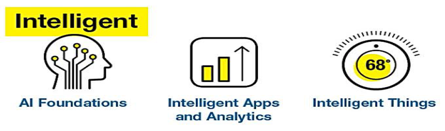 Intelligent
68°
AI Foundations
Intelligent Apps
and Analytics
Intelligent Things